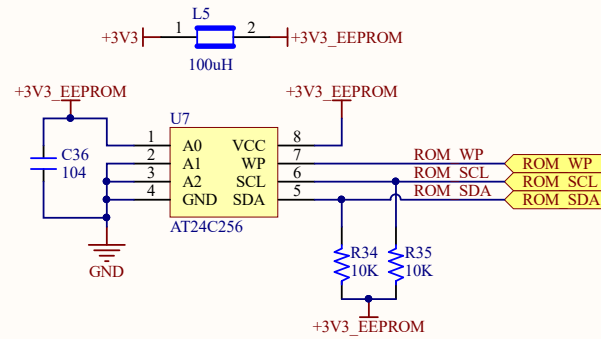 L5
+3V3 1 2 +3V3_EEPROM
100uH
+3V3_EEPROM +3V3_EEPROM
U7
1 A0 VCC 8
2 A1 WP 7 ROM_WP ROM_WP
3 A2 SCL 6 ROM_SCL ROM_SCL
4 GND SDA 5 ROM_SDA ROM_SDA
C36
104
AT24C256
R34 R35
10K 10K
GND
+3V3_EEPROM